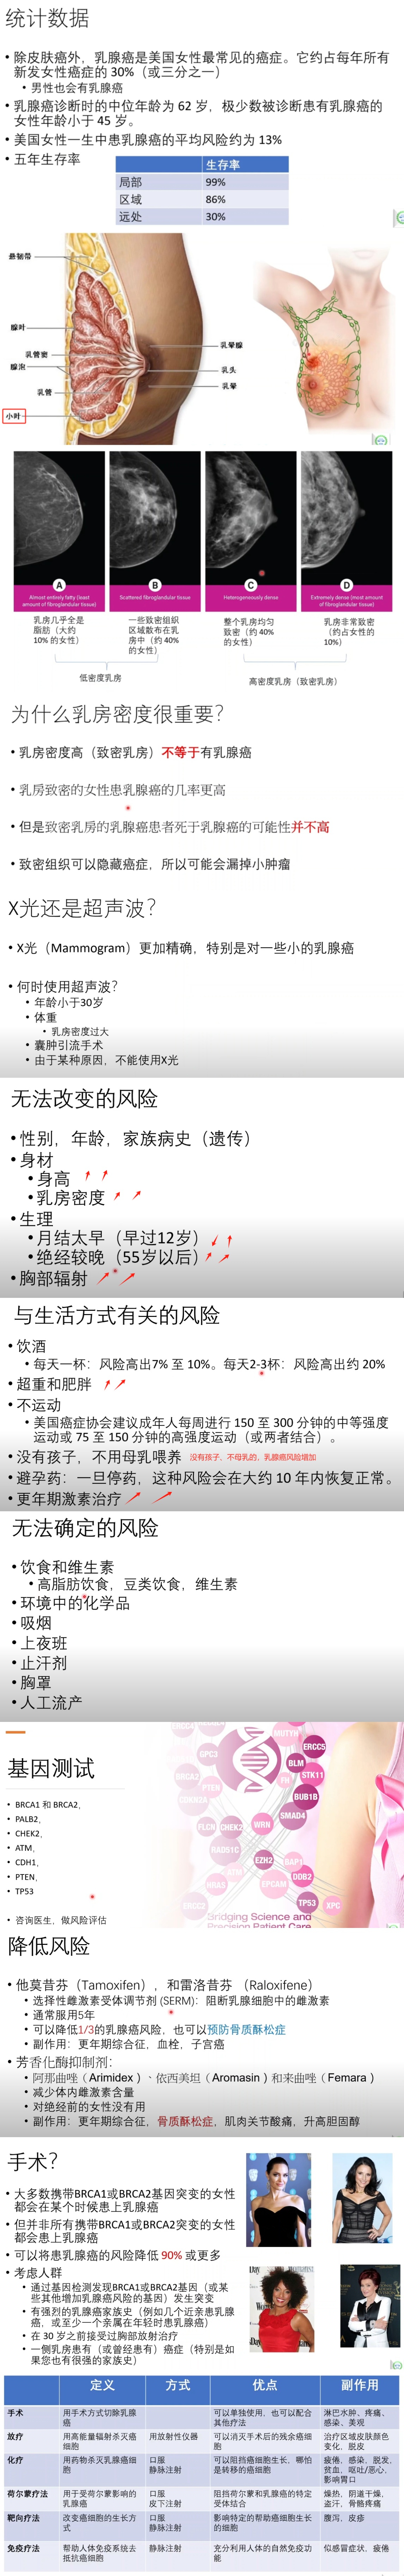 统计数据
• 除皮肤癌外，乳腺癌是美国女性最常见的癌症。它约占每年所有
新发女性癌症的 30%（或三分之一）
• 男性也会有乳腺癌
• 乳腺癌诊断时的中位年龄为 62 岁，极少数被诊断患有乳腺癌的
女性年龄小于 45 岁。
• 美国女性一生中患乳腺癌的平均风险约为 13%
• 五年生存率
生存率
局部 99%
区域 86%
远处 30%
悬韧带
腺叶
乳管窦
腺泡
乳管
小叶
乳晕腺
乳头
乳晕
A
Almost entirely fatty (least
amount of fibroglandular tissue)
B
Scattered fibroglandular
tissue
C
Heterogeneously dense
D
Extremely dense (most amount
of fibroglandular tissue)
乳房几乎全是
脂肪（大约
10% 的女性）
一些致密组织
区域散布在乳
房中（约 40%
的女性）
整个乳房均匀
致密（约 40%
的女性）
乳房非常致密
（约占女性的
10%）
低密度乳房
高密度乳房（致密乳房）
为什么乳房密度很重要？
• 乳房密度高（致密乳房）不等于有乳腺癌
• 乳房致密的女性患乳腺癌的几率更高
• 但是致密乳房的乳腺癌患者死于乳腺癌的可能性并不高
• 致密组织可以隐藏癌症，所以可能会漏掉小肿瘤
X光还是超声波？
• X光（Mammogram）更加精确，特别是对一些小的乳腺癌
• 何时使用超声波？
• 年龄小于30岁
• 体重
• 乳房密度过大
• 囊肿引流手术
• 由于某种原因，不能使用X光
无法改变的风险
• 性别，年龄，家族病史（遗传）
• 身材
• 身高
• 乳房密度
• 生理
• 月结太早（早过12岁）
• 绝经较晚（55岁以后）
• 胸部辐射
与生活方式有关的风险
• 饮酒
• 每天一杯：风险高出7% 至 10%。每天2-3杯：风险高出约 20%
• 超重和肥胖
• 不运动
• 美国癌症协会建议成年人每周进行 150 至 300 分钟的中等强度
运动或 75 至 150 分钟的高强度运动（或两者结合）。
• 没有孩子，不用母乳喂养 没有孩子，不母乳的，乳腺癌风险增加
• 避孕药：一旦停药，这种风险会在大约 10 年内恢复正常。
• 更年期激素治疗
无法确定的风险
• 饮食和维生素
• 高脂肪饮食，豆类饮食，维生素
• 环境中的化学品
• 吸烟
• 上夜班
• 止汗剂
• 胸罩
• 人工流产
基因测试
• BRCA1 和 BRCA2，
• PALB2，
• CHEK2，
• ATM，
• CDH1，
• PTEN，
• TP53
• 咨询医生，做风险评估
ERCC4
MUTYH
ERCC5
GPC3
BLM
BRCA2
FH
STK11
PTEN
CDKN2A
BUB1B
SMAD4
FLCN
CHEK2
WRN
RAD51C
EZH2
BAP1
ATM
DDB2
NRAS
EPCAM
TP53
XPC
ERCC2
Bridging Science and
Precision Patient Care
降低风险
• 他莫昔芬（Tamoxifen），和雷洛昔芬 （Raloxifene）
• 选择性雌激素受体调节剂 (SERM)：阻断乳腺细胞中的雌激素
• 通常服用5年
• 可以降低1/3的乳腺癌风险，也可以预防骨质酥松症
• 副作用：更年期综合征，血栓，子宫癌
• 芳香化酶抑制剂：
• 阿那曲唑（Arimidex）、依西美坦（Aromasin）和来曲唑（Femara）
• 减少体内雌激素含量
• 对绝经前的女性没有用
• 副作用：更年期综合征，骨质酥松症，肌肉关节酸痛，升高胆固醇
手术？
• 大多数携带BRCA1或BRCA2基因突变的女性
都会在某个时候患上乳腺癌
• 但并非所有携带BRCA1或BRCA2突变的女性
都会患上乳腺癌
• 可以将患乳腺癌的风险降低 90% 或更多
• 考虑人群
• 通过基因检测发现BRCA1或BRCA2基因（或某
些其他增加乳腺癌风险的基因）发生突变
• 有强烈的乳腺癌家族史（例如几个近亲患乳腺
癌，或至少一个亲属在年轻时患乳腺癌）
• 在 30 岁之前接受过胸部放射治疗
• 一侧乳房患有（或曾经患有）癌症（特别是如
果您也有很强的家族史）
定义 方式 优点 副作用
手术 用手术方式切除乳腺癌 可以单独使用，也可以配合其他疗法 淋巴水肿、疼痛、感染、美观
放疗 用高能量辐射杀灭癌细胞 用放射性仪器 可以消灭手术后的残余癌细胞 治疗区域皮肤颜色变化，脱皮
化疗 用药物杀灭乳腺癌细胞 口服 静脉注射 可以阻挡癌细胞生长，哪怕是转移的癌细胞 疲倦，感染，脱发，贫血，呕吐/恶心，影响胃口
荷尔蒙疗法 用于受荷尔蒙影响的乳腺癌 口服 皮下注射 阻挡荷尔蒙和乳腺癌的特定受体结合 燥热，阴道干燥，盗汗，骨骼疼痛
靶向疗法 改变癌细胞的生长方式 口服 静脉注射 影响特定的帮助癌细胞生长的细胞 腹泻，皮疹
免疫疗法 帮助人体免疫系统去抵抗癌细胞 静脉注射 充分利用人体的自然免疫功能 似感冒症状，疲倦